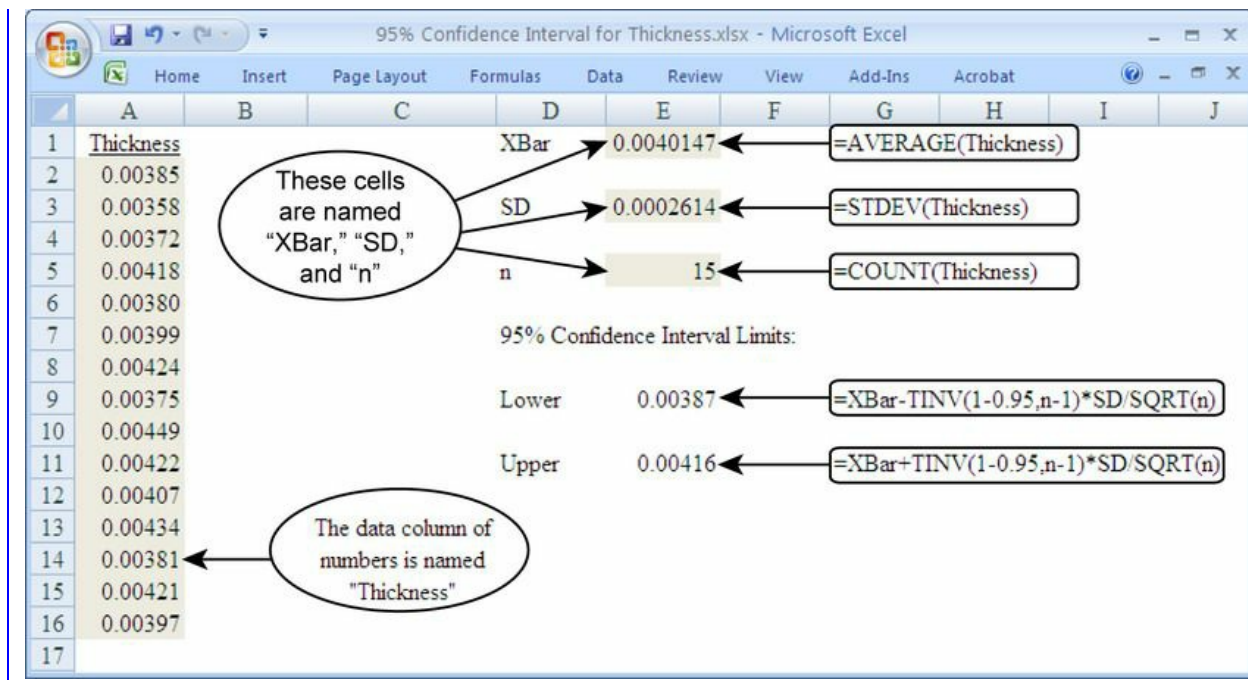 95% Confidence Interval for Thickness.xlsx - Microsoft Excel
Home Insert Page Layout Formulas Data Review View Add-Ins Acrobat
A B C D E F G H I J
1 Thickness XBar 0.0040147 =AVERAGE(Thickness)
2 0.00385
3 0.00358 SD 0.0002614 =STDEV(Thickness)
4 0.00372
5 0.00418 n 15 =COUNT(Thickness)
6 0.00380
7 0.00399 95% Confidence Interval Limits:
8 0.00424
9 0.00375 Lower 0.00387 =XBar-TINV(1-0.95,n-1)*SD/SQRT(n)
10 0.00449
11 0.00422 Upper 0.00416 =XBar+TINV(1-0.95,n-1)*SD/SQRT(n)
12 0.00407
13 0.00434
14 0.00381
15 0.00421
16 0.00397
17
These cells
are named
“XBar,” “SD,”
and “n”
The data column of
numbers is named
"Thickness"